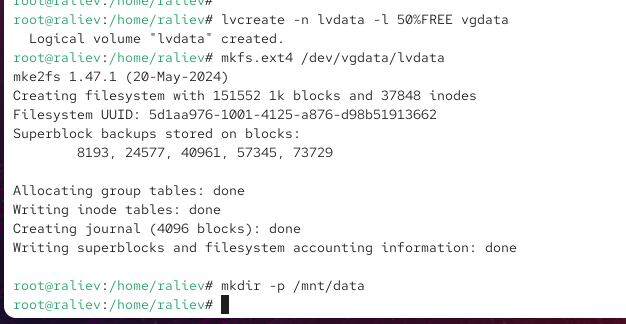 root@raliev:/home/raliev#
root@raliev:/home/raliev# lvcreate -n lvdata -l 50%FREE vgdata
  Logical volume "lvdata" created.
root@raliev:/home/raliev# mkfs.ext4 /dev/vgdata/lvdata
mke2fs 1.47.1 (20-May-2024)
Creating filesystem with 151552 1k blocks and 37848 inodes
Filesystem UUID: 5d1aa976-1001-4125-a876-d98b51913662
Superblock backups stored on blocks:
        8193, 24577, 40961, 57345, 73729

Allocating group tables: done
Writing inode tables: done
Creating journal (4096 blocks): done
Writing superblocks and filesystem accounting information: done

root@raliev:/home/raliev# mkdir -p /mnt/data
root@raliev:/home/raliev#